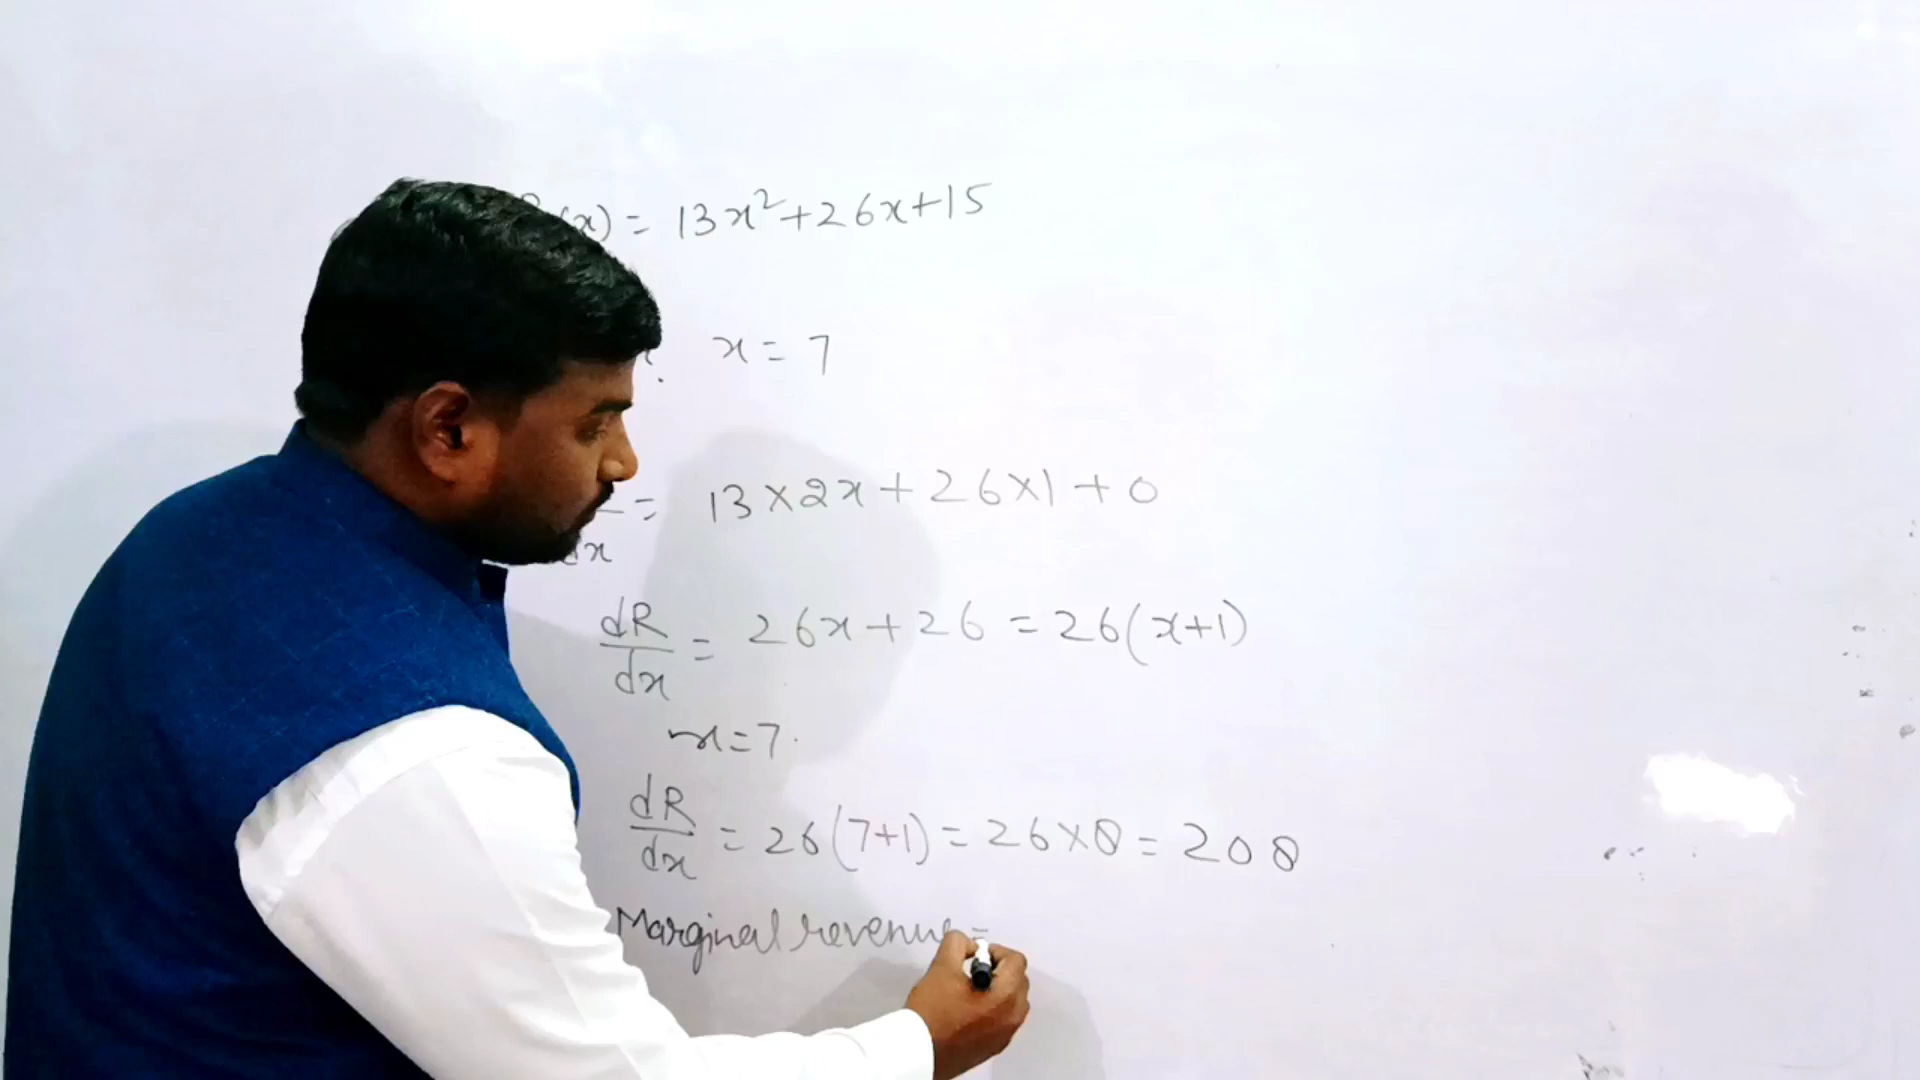 (x) = 13x²+26x+15
x = 7
= 13×2x + 26×1 + 0
dx
dR/dx = 26x + 26 = 26(x+1)
x=7.
dR/dx = 26(7+1) = 26×8 = 208
Marginal revenue =